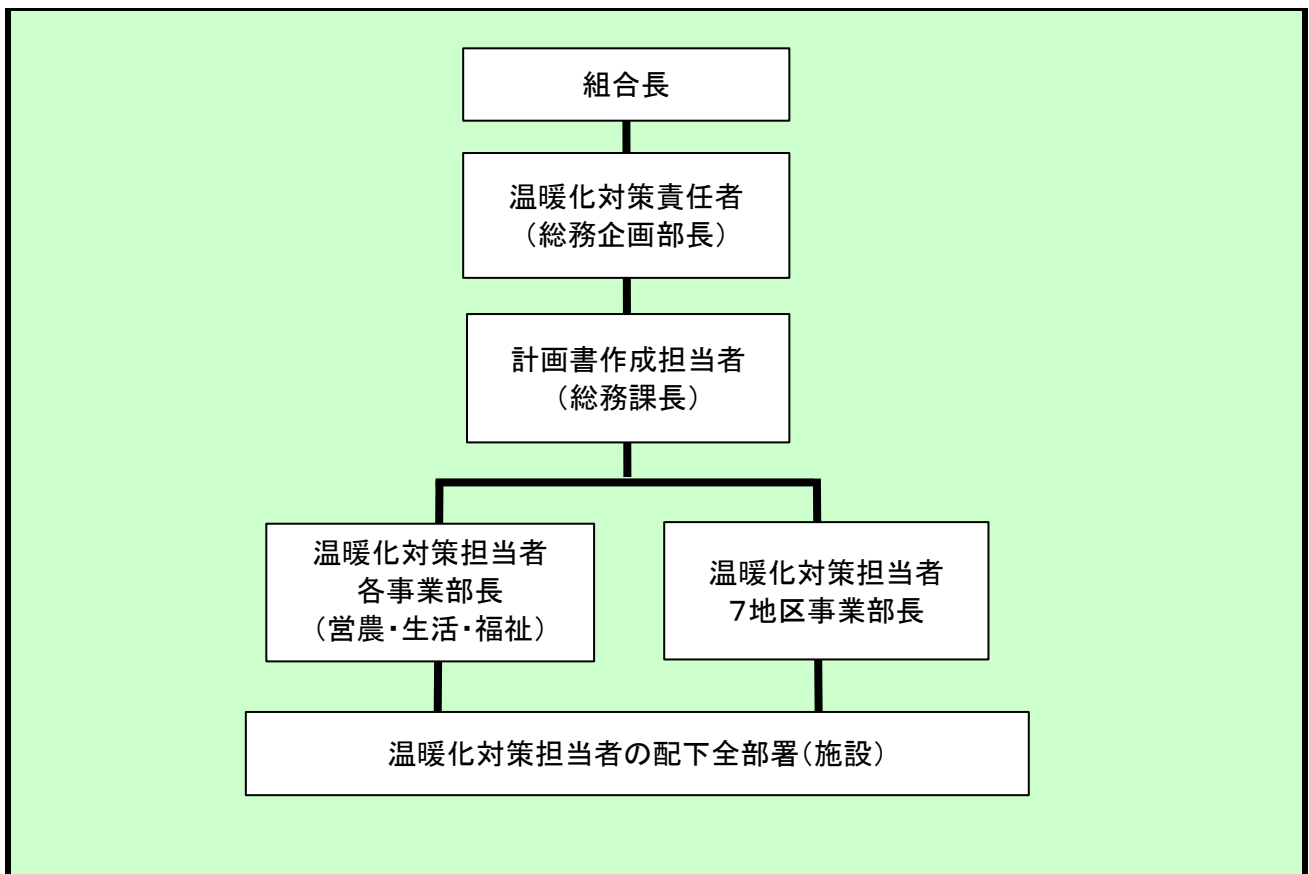 組合長
温暖化対策責任者
（総務企画部長）
計画書作成担当者
（総務課長）
温暖化対策担当者
各事業部長
（営農・生活・福祉）
温暖化対策担当者
7地区事業部長
温暖化対策担当者の配下全部署（施設）